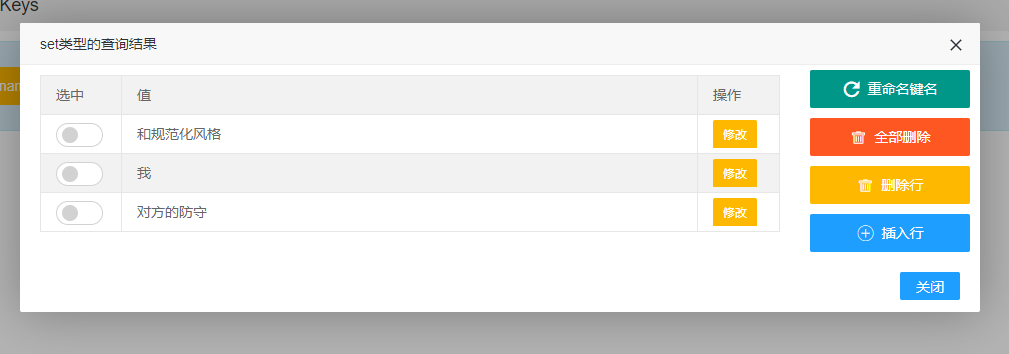 Keys
set类型的查询结果
选中 值 操作
和规范化风格 修改
我 修改
对方的防守 修改
重命名键名
全部删除
删除行
插入行
关闭